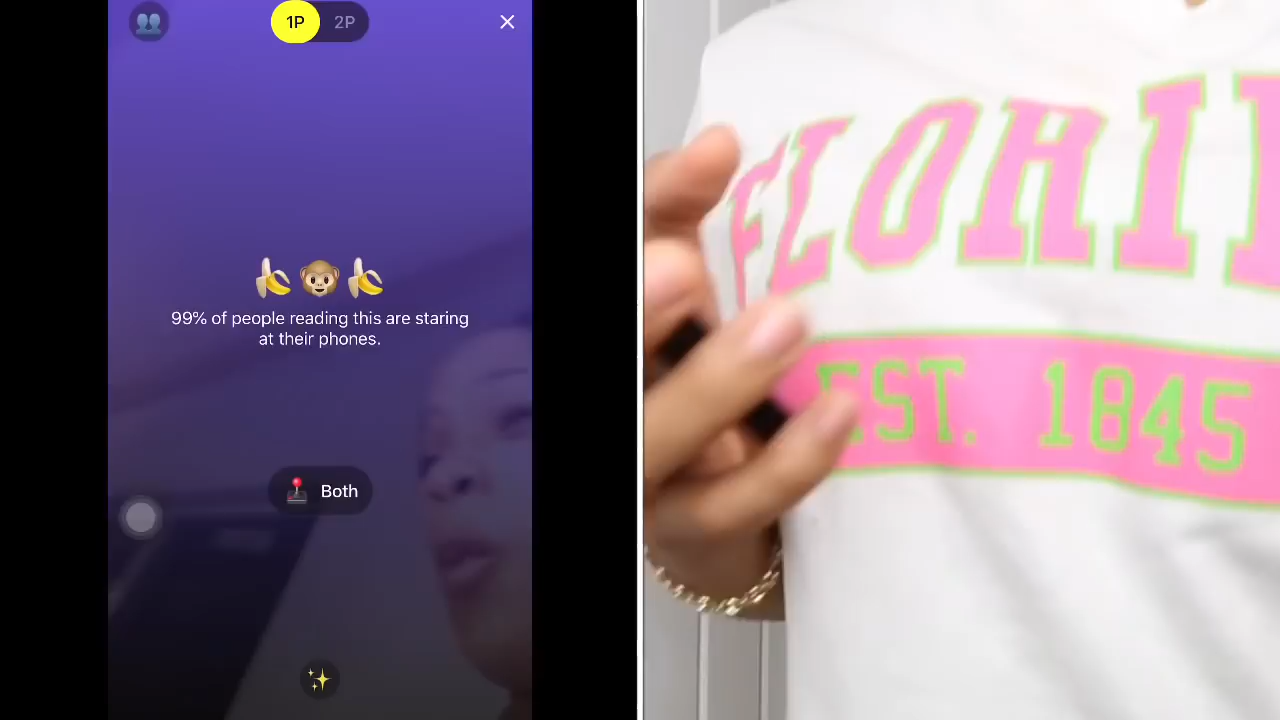 1P 2P
99% of people reading this are staring
at their phones.
Both
FLORI
EST. 1845